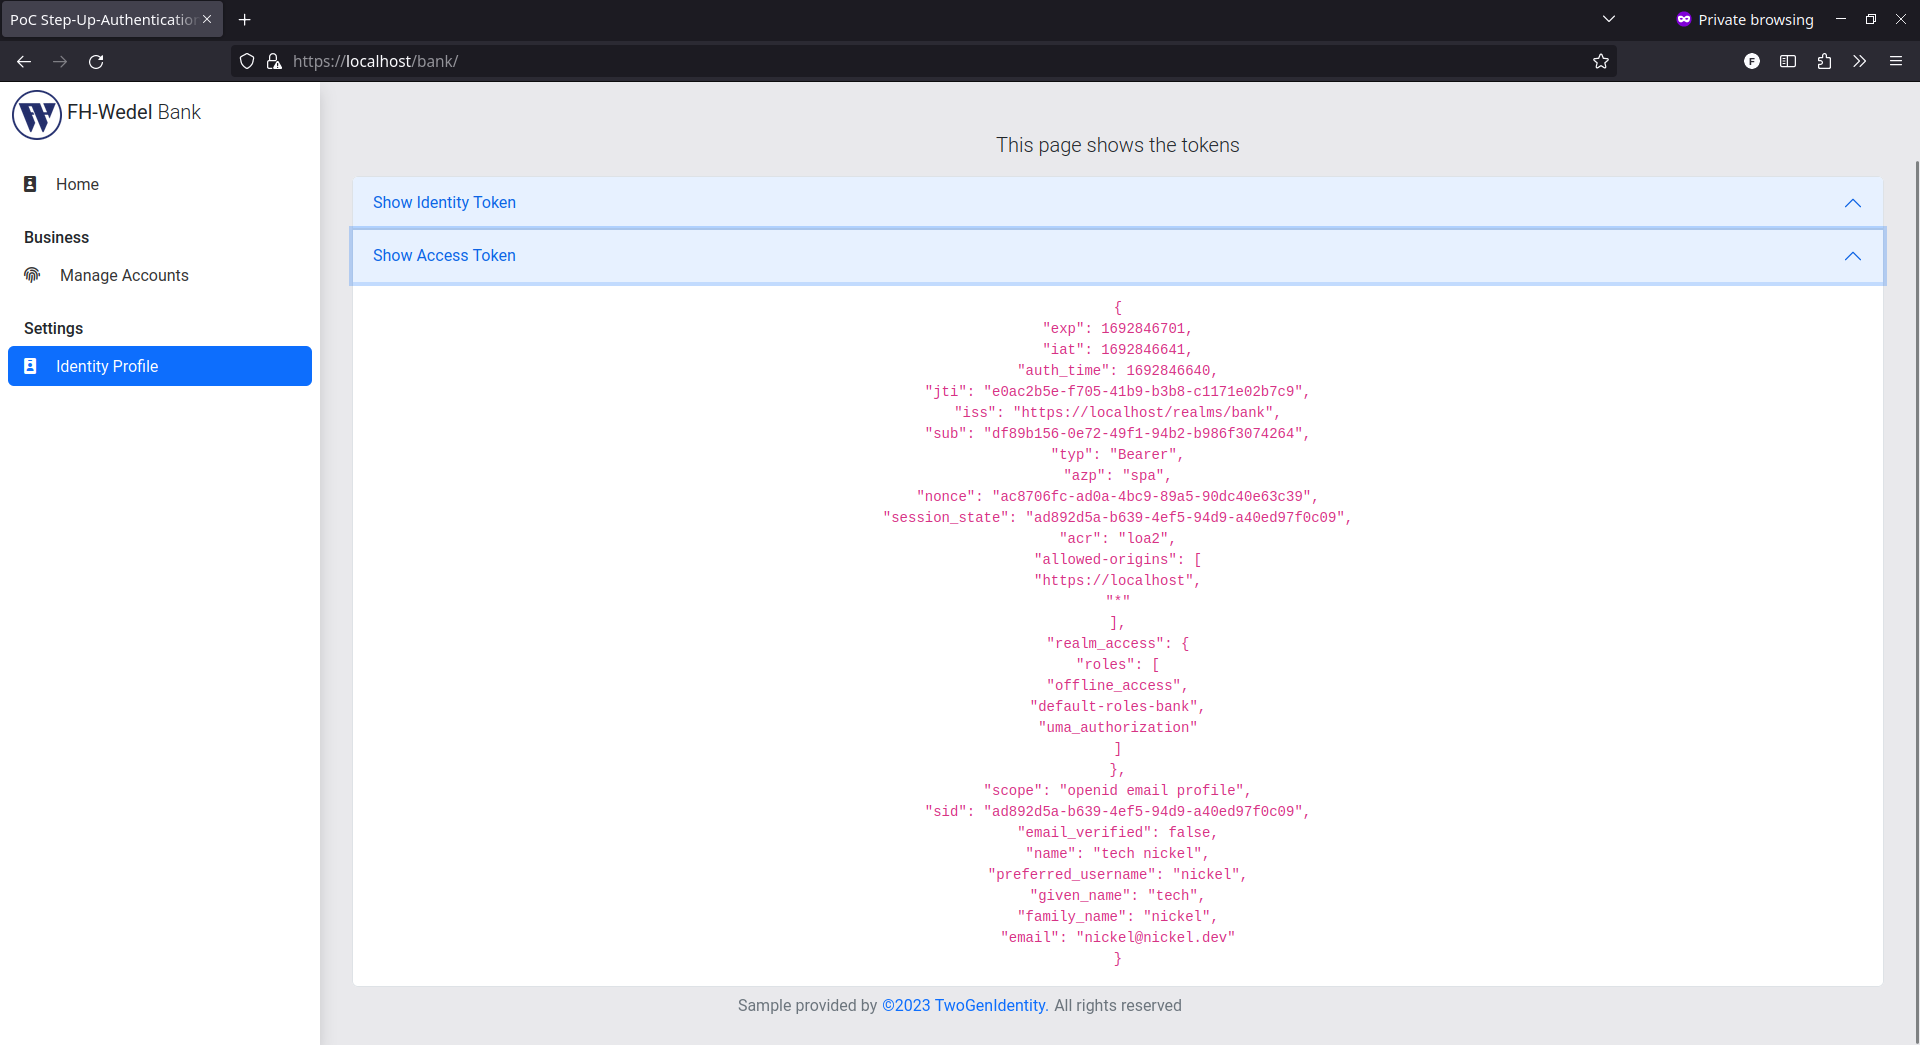 PoC Step-Up-Authentication
Private browsing
https://localhost/bank/
F
FH-Wedel Bank
Home
Business
Manage Accounts
Settings
Identity Profile
This page shows the tokens
Show Identity Token
Show Access Token
{
"exp": 1692846701,
"iat": 1692846641,
"auth_time": 1692846640,
"jti": "e0ac2b5e-f705-41b9-b3b8-c1171e02b7c9",
"iss": "https://localhost/realms/bank",
"sub": "df89b156-0e72-49f1-94b2-b986f3074264",
"typ": "Bearer",
"azp": "spa",
"nonce": "ac8706fc-ad0a-4bc9-89a5-90dc40e63c39",
"session_state": "ad892d5a-b639-4ef5-94d9-a40ed97f0c09",
"acr": "loa2",
"allowed-origins": [
"https://localhost",
"*"
],
"realm_access": {
"roles": [
"offline_access",
"default-roles-bank",
"uma_authorization"
]
},
"scope": "openid email profile",
"sid": "ad892d5a-b639-4ef5-94d9-a40ed97f0c09",
"email_verified": false,
"name": "tech nickel",
"preferred_username": "nickel",
"given_name": "tech",
"family_name": "nickel",
"email": "nickel@nickel.dev"
}
Sample provided by ©2023 TwoGenIdentity. All rights reserved